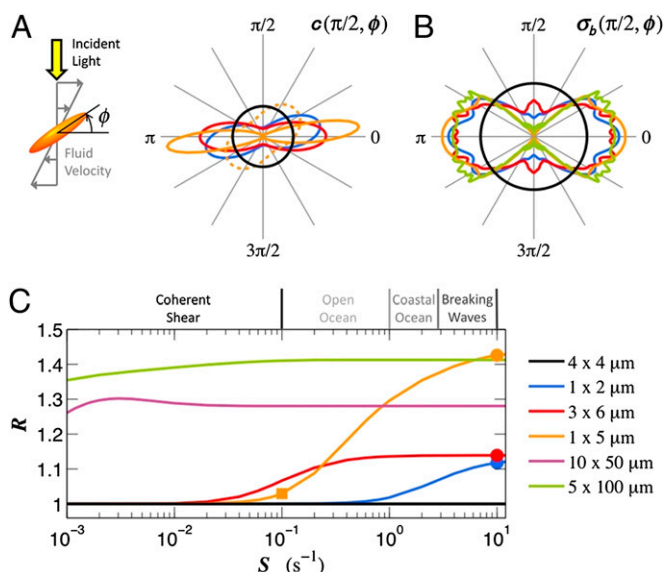 A
Incident
Light
ϕ
Fluid
Velocity
π/2
c(π/2, ϕ)
π
0
3π/2
B
π/2
σb(π/2, ϕ)
π
0
3π/2
C
Coherent
Shear
Open
Ocean
Coastal
Ocean
Breaking
Waves
1.5
1.4
1.3
1.2
1.1
1
R
10⁻³
10⁻²
10⁻¹
10⁰
10¹
S (s⁻¹)
4 x 4 μm
1 x 2 μm
3 x 6 μm
1 x 5 μm
10 x 50 μm
5 x 100 μm